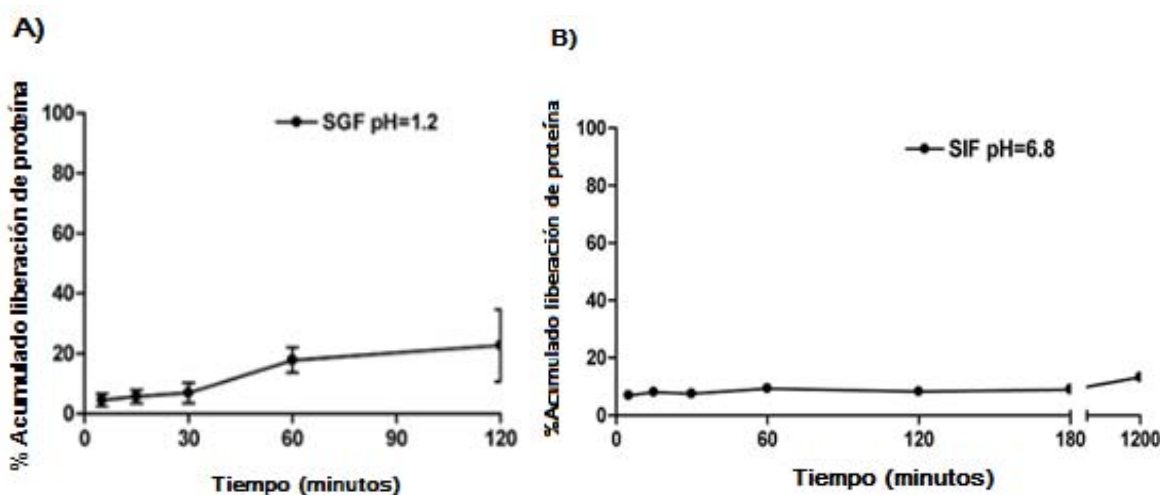 A)
% Acumulado liberación de proteína
100
80
60
40
20
0
SGF pH=1.2
0 30 60 90 120
Tiempo (minutos)
B)
%Acumulado liberación de proteína
100
80
60
40
20
0
SIF pH=6.8
0 60 120 180 1200
Tiempo (minutos)